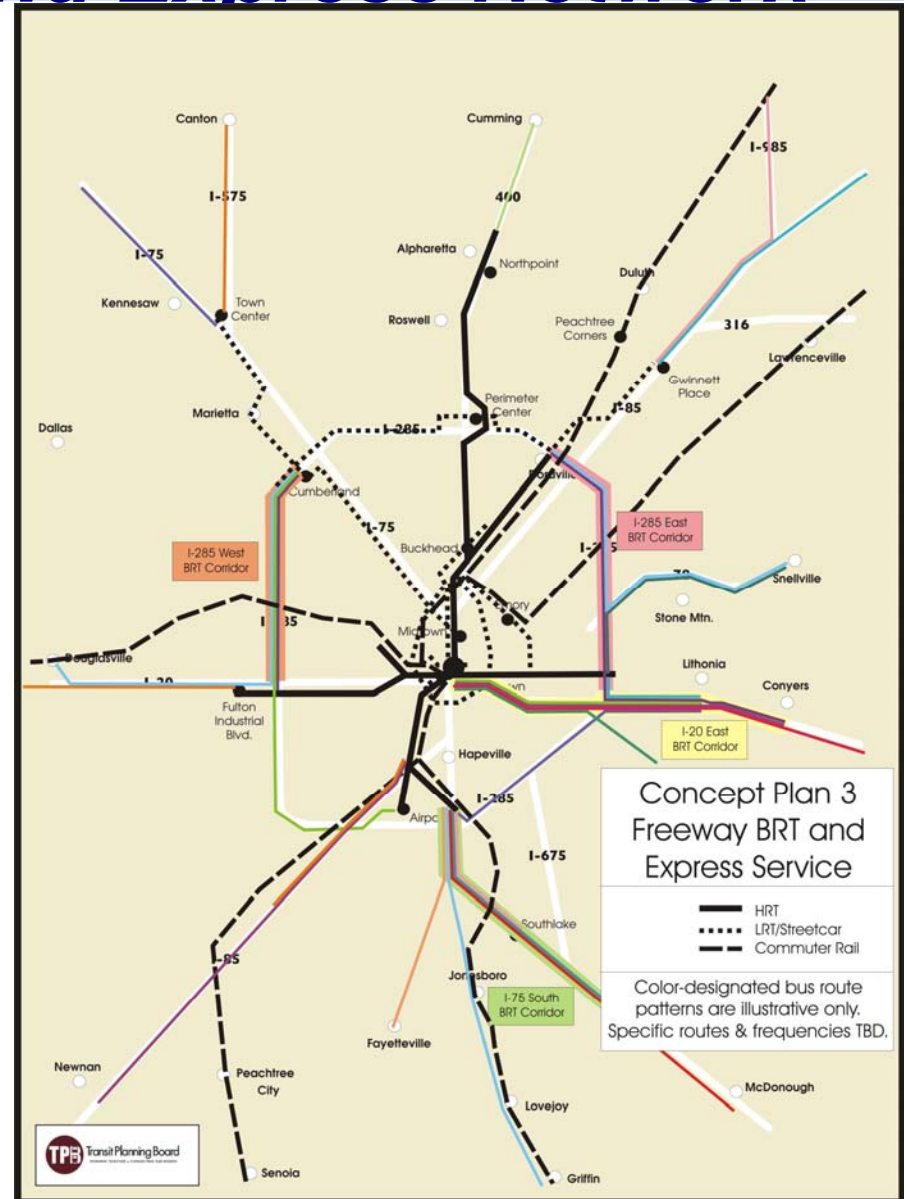 Canton
Cumming
I-985
I-575
400
I-75
Alpharetta
Northpoint
Duluth
Kennesaw
Town
Center
Roswell
Peachtree
Corners
316
Lawrenceville
Gwinnett
Place
Perimeter
Center
I-85
Marietta
I-285
Dallas
Doraville
Cumberland
I-75
I-285 East
BRT Corridor
Buckhead
I-285 West
BRT Corridor
78
Snellville
Emory
Stone Mtn.
Midtown
Douglasville
I-20
Lithonia
Conyers
Fulton
Industrial
Blvd.
I-20 East
BRT Corridor
Hapeville
Concept Plan 3
Freeway BRT and
Express Service
I-285
I-675
HRT
LRT/Streetcar
Commuter Rail
Southlake
Jonesboro
Color-designated bus route
patterns are illustrative only.
Specific routes & frequencies TBD.
I-75 South
BRT Corridor
I-85
Fayetteville
Newnan
Peachtree
City
McDonough
Lovejoy
TPB Transit Planning Board
Senoia
Griffin